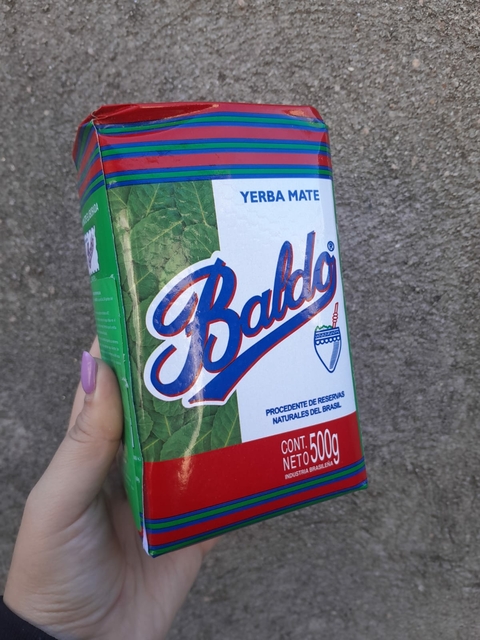 YERBA MATE
Baldo®
PROCEDENTE DE RESERVAS
NATURALES DEL BRASIL
CONT.
NETO 500g
INDUSTRIA BRASILEÑA